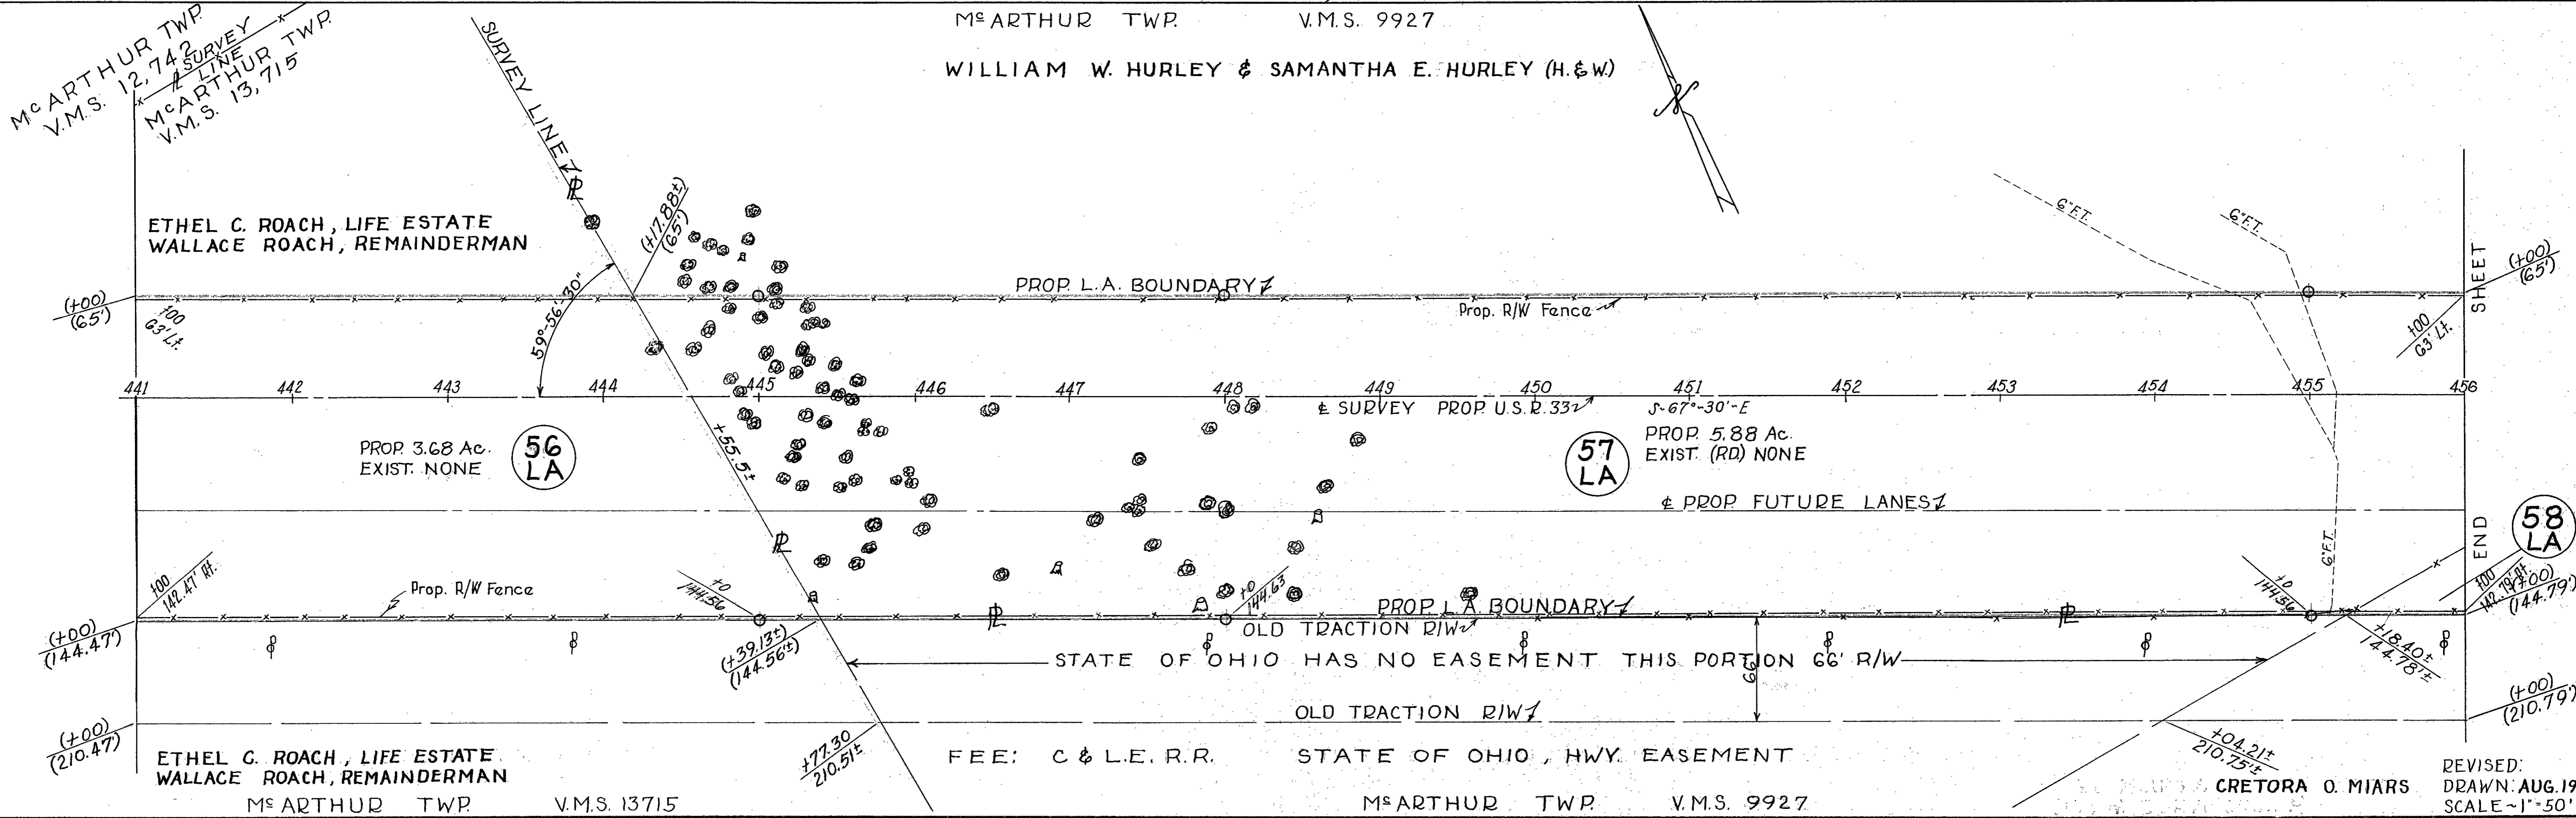 McARTHUR TWP.
V.M.S. 12,742
SURVEY
LINE
McARTHUR TWP.
V.M.S. 13,715
SURVEY LINE
McARTHUR TWP. V.M.S. 9927
WILLIAM W. HURLEY & SAMANTHA E. HURLEY (H. & W.)
ETHEL C. ROACH, LIFE ESTATE
WALLACE ROACH, REMAINDERMAN
(+17.88±)
(65')
59°-56'-30"
6" F.T.
6" F.T.
SHEET
(+00)
(65')
+00
63' Lt.
PROP. L.A. BOUNDARY
Prop. R/W Fence
(+00)
(65')
+00
63' Lt.
441 442 443 444 445 446 447 448 449 450 451 452 453 454 455 456
℄ SURVEY PROP. U.S.R. 33 S-67°-30'-E
+55.5±
PROP. 3.68 Ac.
EXIST. NONE
56
LA
57
LA
PROP. 5.88 Ac.
EXIST. (RD.) NONE
℄ PROP. FUTURE LANES
END
58
LA
6" F.T.
+00
142.47' Rt.
Prop. R/W Fence
+0
144.56
+0
144.63
PROP. L.A. BOUNDARY
+0
144.56
+00
142.79' Rt.
(+00)
(144.79')
(+00)
(144.47')
(+39.13±)
(144.56'±)
OLD TRACTION R/W
STATE OF OHIO HAS NO EASEMENT THIS PORTION 66' R/W
66'
+18.40±
144.78'±
OLD TRACTION R/W
(+00)
(210.47')
+77.30
210.51±
+04.21±
210.75'±
(+00)
(210.79')
ETHEL C. ROACH, LIFE ESTATE
WALLACE ROACH, REMAINDERMAN
FEE: C & L.E. R.R. STATE OF OHIO, HWY. EASEMENT
McARTHUR TWP. V.M.S. 13715
McARTHUR TWP. V.M.S. 9927
CRETORA O. MIARS
REVISED:
DRAWN: AUG. 19
SCALE ~ 1" = 50'